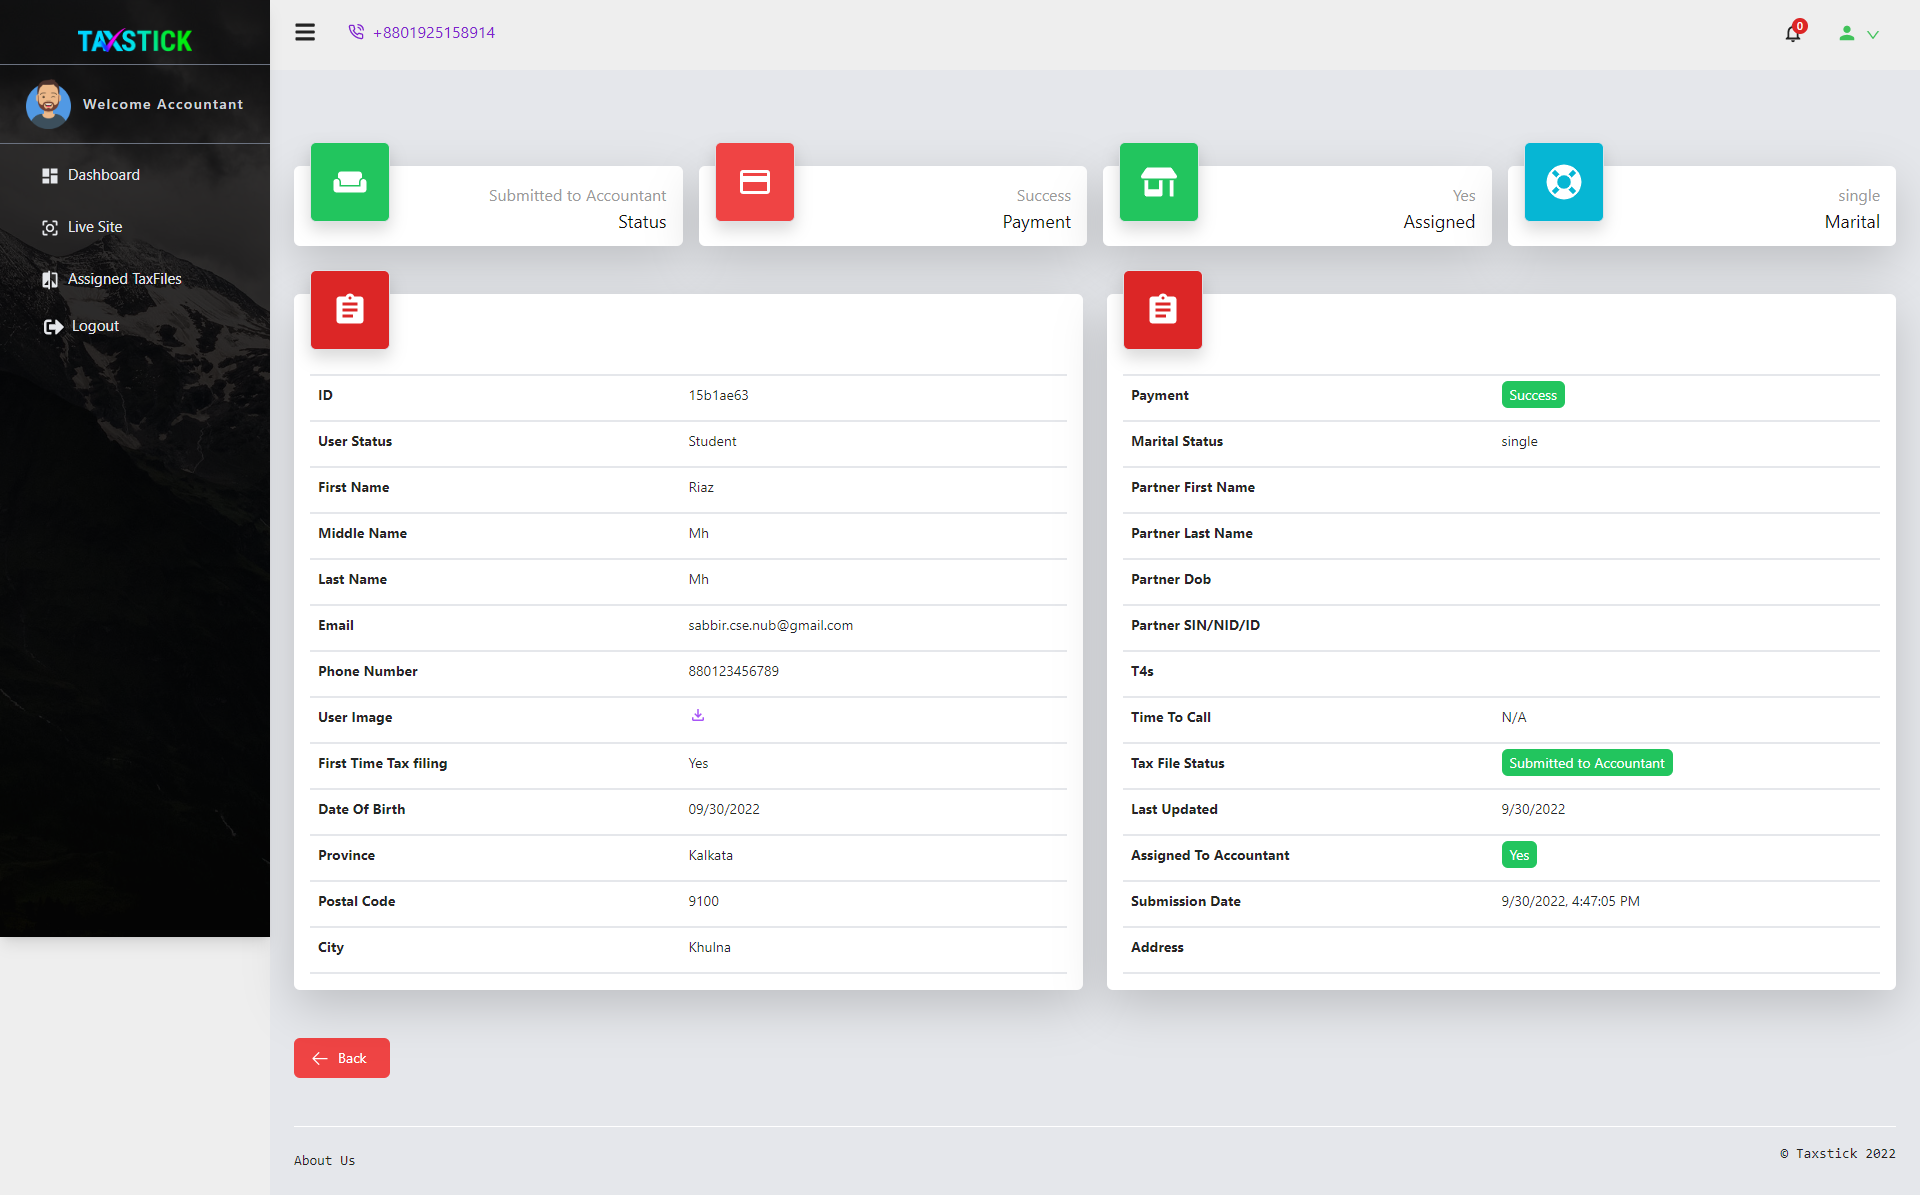 TAXSTICK
+8801925158914
0
Welcome Accountant
Dashboard
Live Site
Assigned TaxFiles
Logout
Submitted to Accountant
Status
Success
Payment
Yes
Assigned
single
Marital
ID 15b1ae63
User Status Student
First Name Riaz
Middle Name Mh
Last Name Mh
Email sabbir.cse.nub@gmail.com
Phone Number 880123456789
User Image
First Time Tax filing Yes
Date Of Birth 09/30/2022
Province Kalkata
Postal Code 9100
City Khulna
Payment Success
Marital Status single
Partner First Name
Partner Last Name
Partner Dob
Partner SIN/NID/ID
T4s
Time To Call N/A
Tax File Status Submitted to Accountant
Last Updated 9/30/2022
Assigned To Accountant Yes
Submission Date 9/30/2022, 4:47:05 PM
Address
Back
About Us
© Taxstick 2022